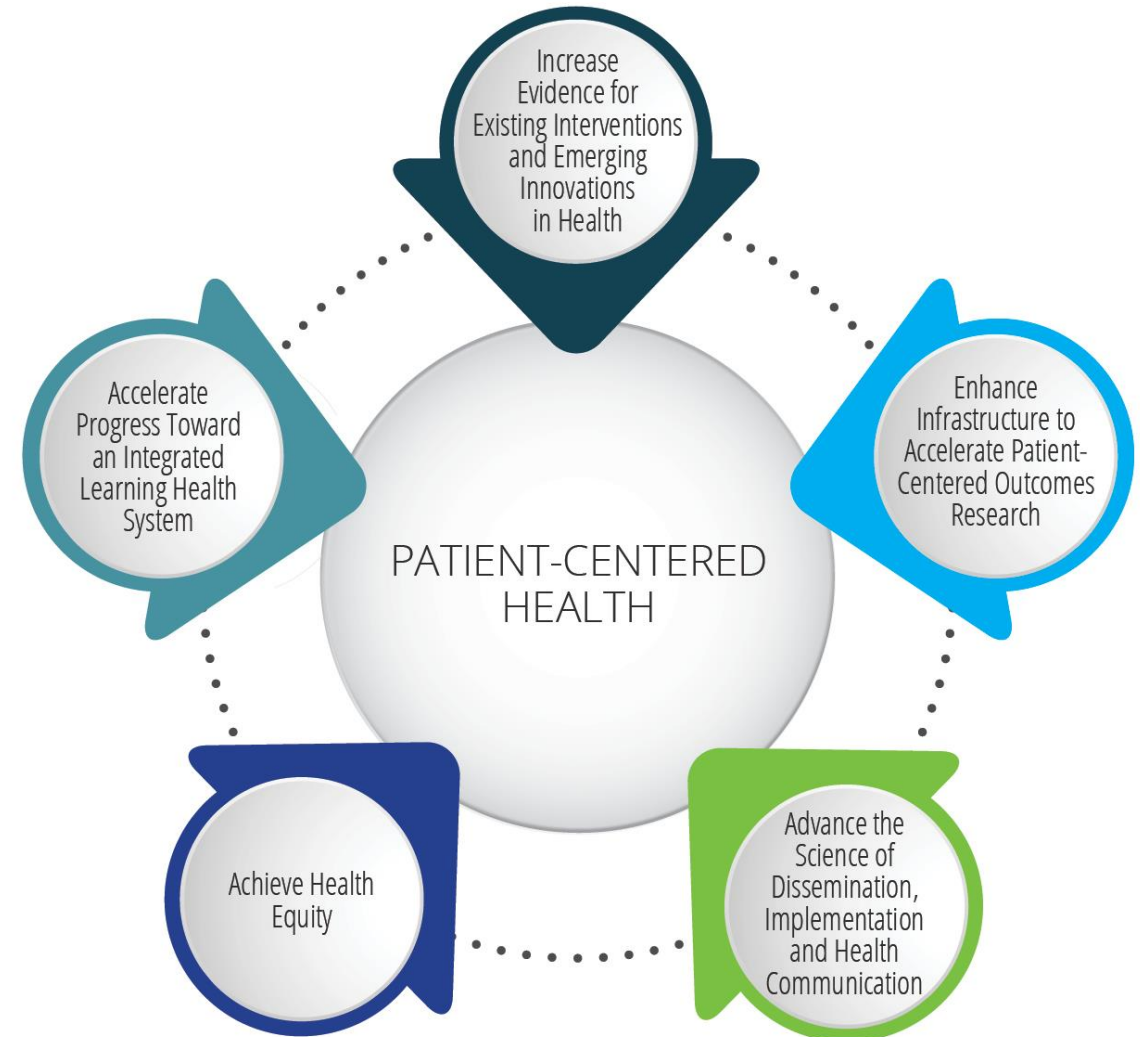 Increase
Evidence for
Existing Interventions
and Emerging
Innovations
in Health
Enhance
Infrastructure to
Accelerate Patient-
Centered Outcomes
Research
Advance the
Science of
Dissemination,
Implementation
and Health
Communication
Achieve Health
Equity
Accelerate
Progress Toward
an Integrated
Learning Health
System
PATIENT-CENTERED
HEALTH